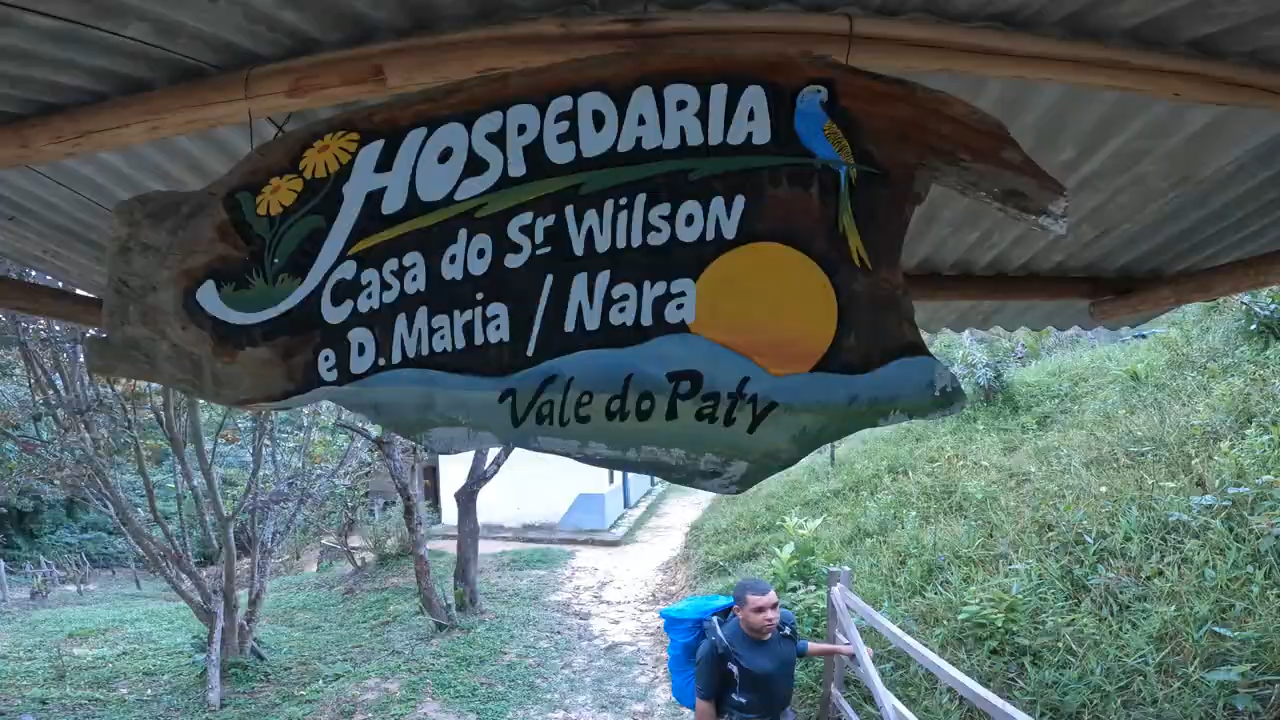 HOSPEDARIA
Casa do Sr Wilson
e D. Maria / Nara
Vale do Paty